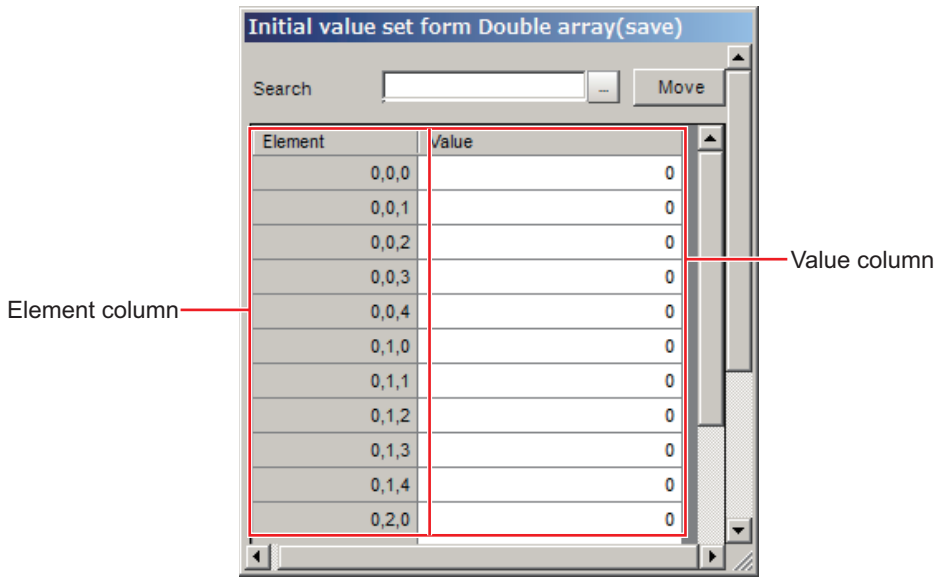 Initial value set form Double array(save)
Search ... Move
Element Value
0,0,0 0
0,0,1 0
0,0,2 0
0,0,3 0
Value column
0,0,4 0
Element column
0,1,0 0
0,1,1 0
0,1,2 0
0,1,3 0
0,1,4 0
0,2,0 0